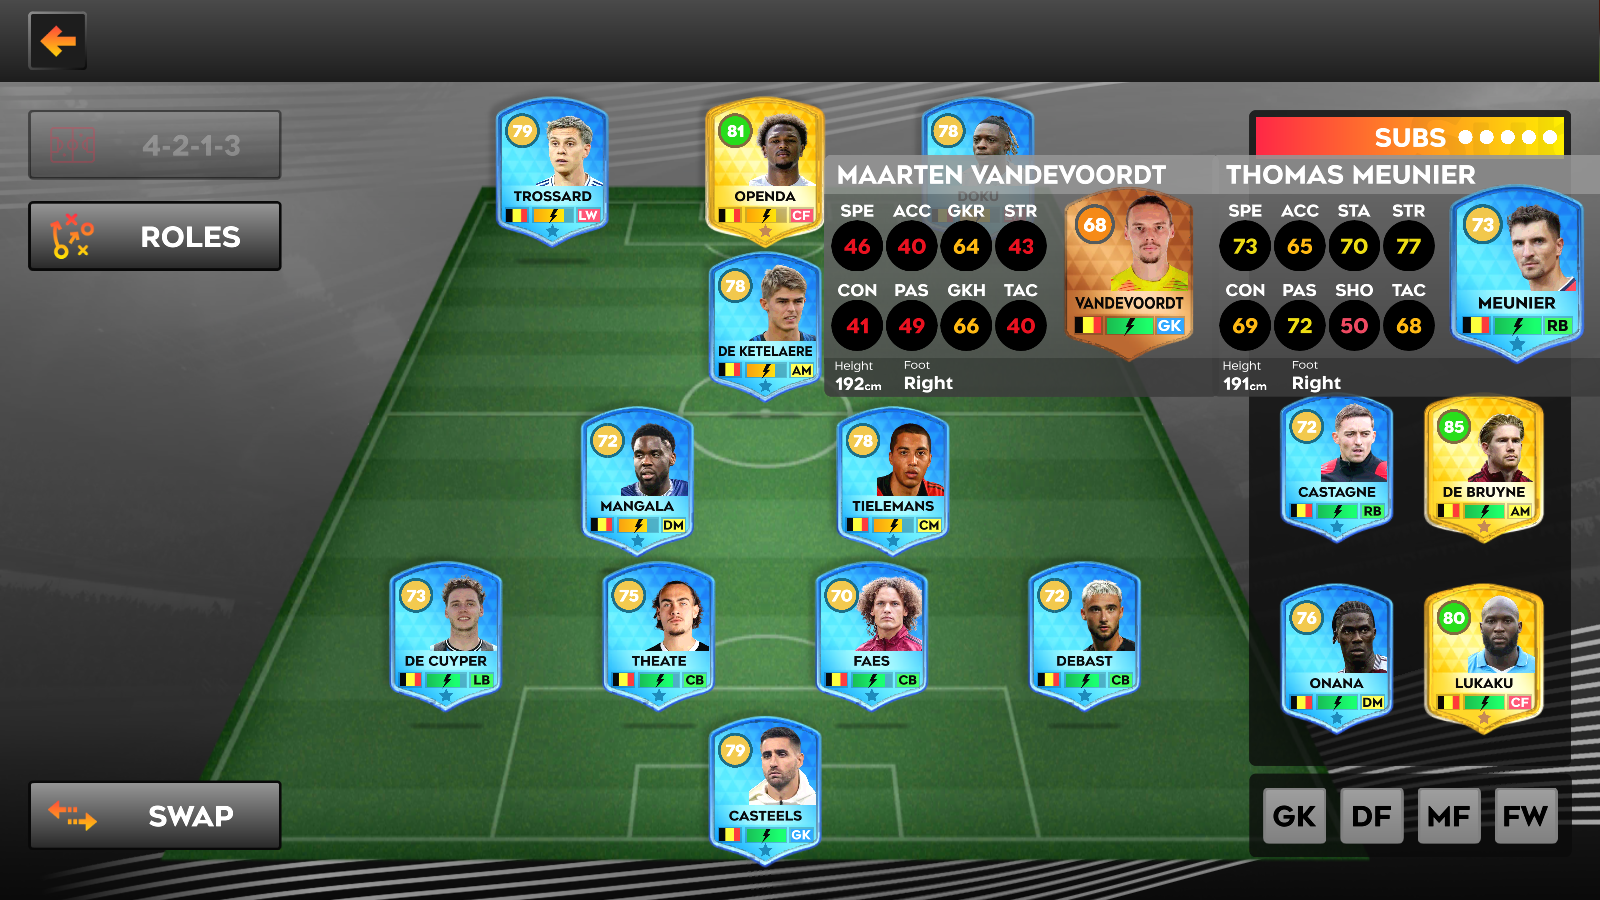 4-2-1-3
ROLES
SWAP
79
TROSSARD
LW
81
OPENDA
CF
78
DOKU
78
DE KETELAERE
AM
72
MANGALA
DM
78
TIELEMANS
CM
73
DE CUYPER
LB
75
THEATE
CB
70
FAES
CB
72
DEBAST
CB
79
CASTEELS
GK
SUBS
MAARTEN VANDEVOORDT
SPE ACC GKR STR
46 40 64 43
CON PAS GKH TAC
41 49 66 40
Height Foot
192cm Right
68
VANDEVOORDT
GK
THOMAS MEUNIER
SPE ACC STA STR
73 65 70 77
CON PAS SHO TAC
69 72 50 68
Height Foot
191cm Right
73
MEUNIER
RB
72
CASTAGNE
RB
85
DE BRUYNE
AM
76
ONANA
DM
80
LUKAKU
CF
GK DF MF FW